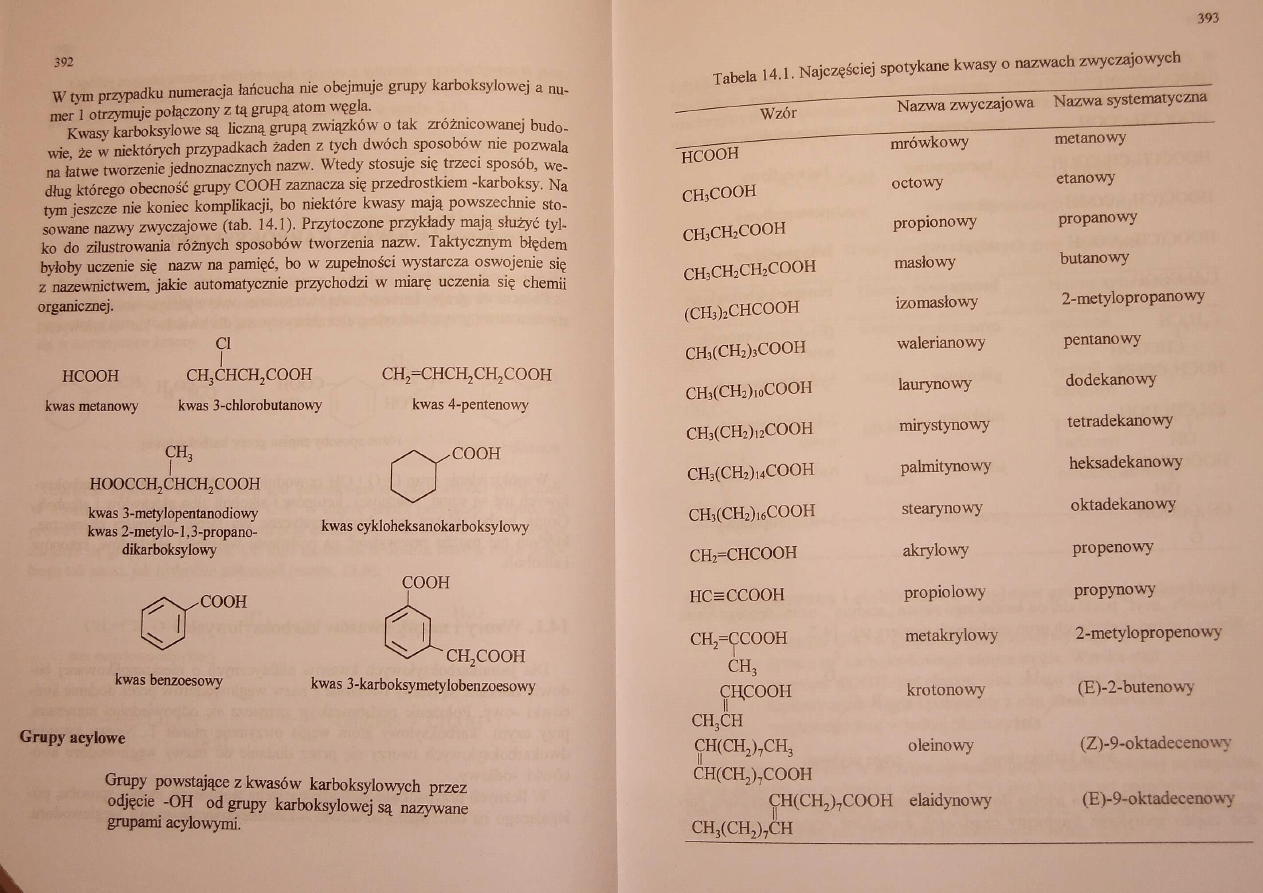 392
W tym przypadku numeracja łańcucha nie obejmuje grupy karboksylowej a nu-
mer 1 otrzymuje połączony z tą grupą atom węgla.
Kwasy karboksylowe są liczną grupą związków o tak zróżnicowanej budo-
wie, że w niektórych przypadkach żaden z tych dwóch sposobów nie pozwala
na łatwe tworzenie jednoznacznych nazw. Wtedy stosuje się trzeci sposób, we-
dług którego obecność grupy COOH zaznacza się przedrostkiem -karboksy. Na
tym jeszcze nie koniec komplikacji, bo niektóre kwasy mają powszechnie sto-
sowane nazwy zwyczajowe (tab. 14.1). Przytoczone przykłady mają służyć tyl-
ko do zilustrowania różnych sposobów tworzenia nazw. Taktycznym błędem
byłoby uczenie się nazw na pamięć, bo w zupełności wystarcza oswojenie się
z nazewnictwem, jakie automatycznie przychodzi w miarę uczenia się chemii
organicznej.
Cl
HCOOH CH₃CHCH₂COOH CH₂=CHCH₂CH₂COOH
kwas metanowy kwas 3-chlorobutanowy kwas 4-pentenowy
CH₃
HOOCCH₂CHCH₂COOH
COOH
kwas 3-metylopentanodiowy
kwas 2-metylo-1,3-propano-
dikarboksylowy
kwas cykloheksanokarboksylowy
COOH
COOH
CH₂COOH
kwas benzoesowy kwas 3-karboksymetylobenzoesowy
Grupy acylowe
Grupy powstające z kwasów karboksylowych przez
odjęcie -OH od grupy karboksylowej są nazywane
grupami acylowymi.
393
Tabela 14.1. Najczęściej spotykane kwasy o nazwach zwyczajowych
Wzór Nazwa zwyczajowa Nazwa systematyczna
HCOOH mrówkowy metanowy
CH₃COOH octowy etanowy
CH₃CH₂COOH propionowy propanowy
CH₃CH₂CH₂COOH masłowy butanowy
(CH₃)₂CHCOOH izomasłowy 2-metylopropanowy
CH₃(CH₂)₃COOH walerianowy pentanowy
CH₃(CH₂)₁₀COOH laurynowy dodekanowy
CH₃(CH₂)₁₂COOH mirystynowy tetradekanowy
CH₃(CH₂)₁₄COOH palmitynowy heksadekanowy
CH₃(CH₂)₁₆COOH stearynowy oktadekanowy
CH₂=CHCOOH akrylowy propenowy
HC≡CCOOH propiolowy propynowy
CH₂=CCOOH metakrylowy 2-metylopropenowy
CH₃
CHCOOH krotonowy (E)-2-butenowy
CH₃CH
CH(CH₂)₇CH₃ oleinowy (Z)-9-oktadecenowy
CH(CH₂)₇COOH
CH(CH₂)₇COOH elaidynowy (E)-9-oktadecenowy
CH₃(CH₂)₇CH